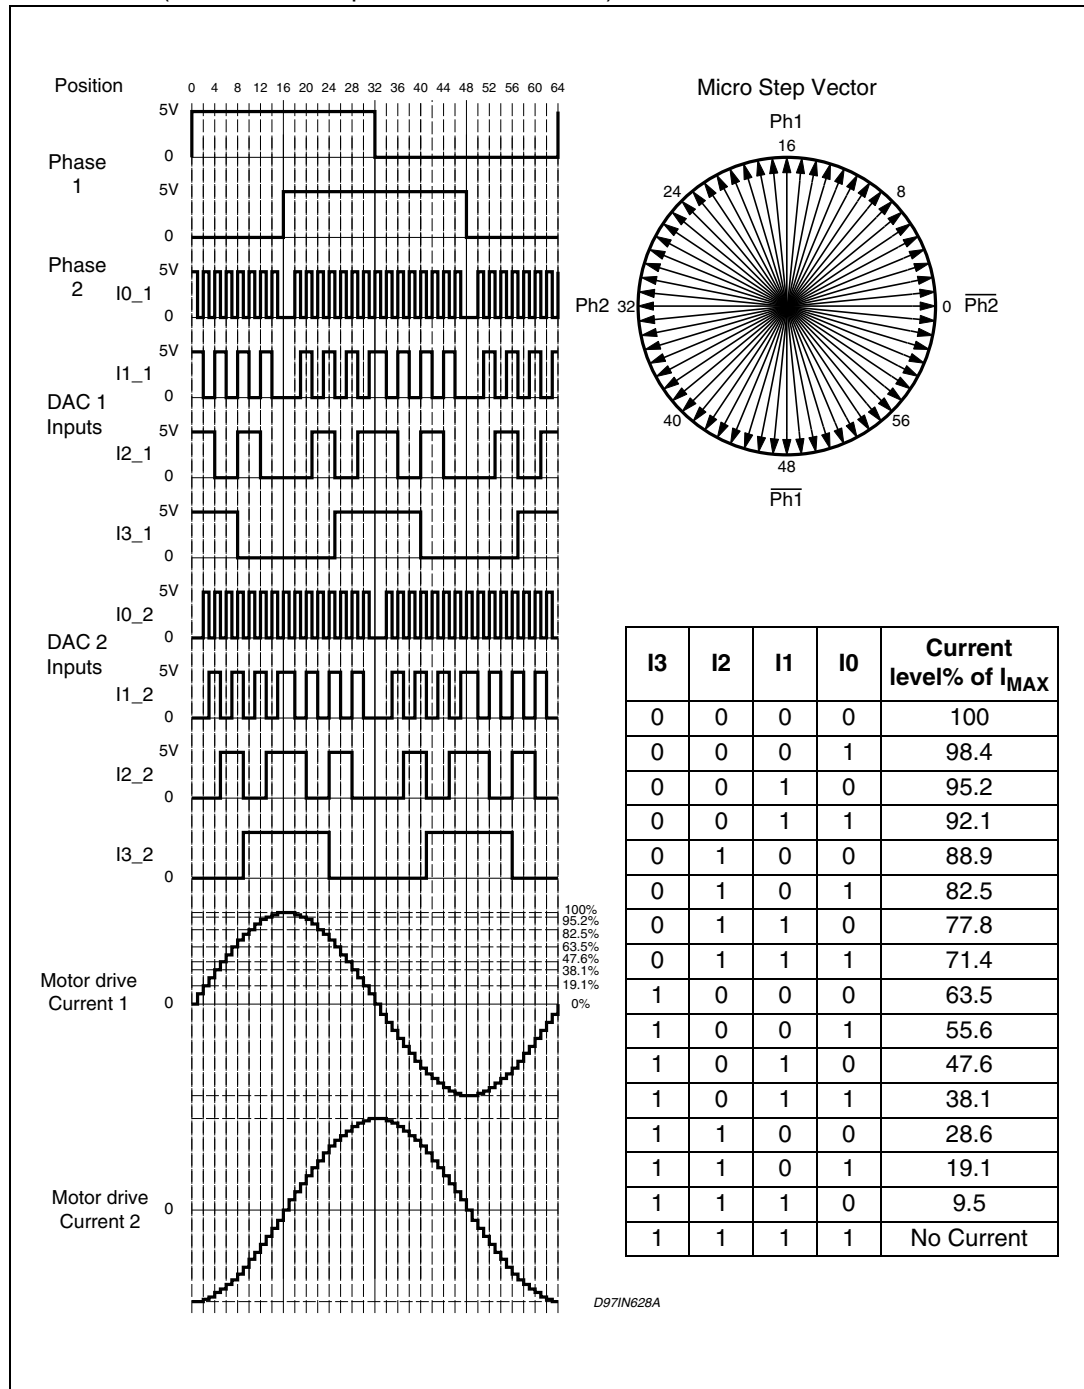 Position
0 4 8 12 16 20 24 28 32 36 40 44 48 52 56 60 64
5V
0
Phase
1
5V
0
Phase
2
I0_1
5V
0
I1_1
5V
0
DAC 1
Inputs
I2_1
5V
0
I3_1
5V
0
I0_2
5V
0
DAC 2
Inputs
I1_2
5V
0
I2_2
5V
0
I3_2
0
100%
95.2%
82.5%
63.5%
47.6%
38.1%
19.1%
0%
Motor drive
Current 1
0
Motor drive
Current 2
0
D97IN628A
Micro Step Vector
Ph1
16
24
8
Ph2 32
0 P̅h̅2̅
40
56
48
P̅h̅1̅
I3 I2 I1 I0 Current level% of IMAX
0 0 0 0 100
0 0 0 1 98.4
0 0 1 0 95.2
0 0 1 1 92.1
0 1 0 0 88.9
0 1 0 1 82.5
0 1 1 0 77.8
0 1 1 1 71.4
1 0 0 0 63.5
1 0 0 1 55.6
1 0 1 0 47.6
1 0 1 1 38.1
1 1 0 0 28.6
1 1 0 1 19.1
1 1 1 0 9.5
1 1 1 1 No Current